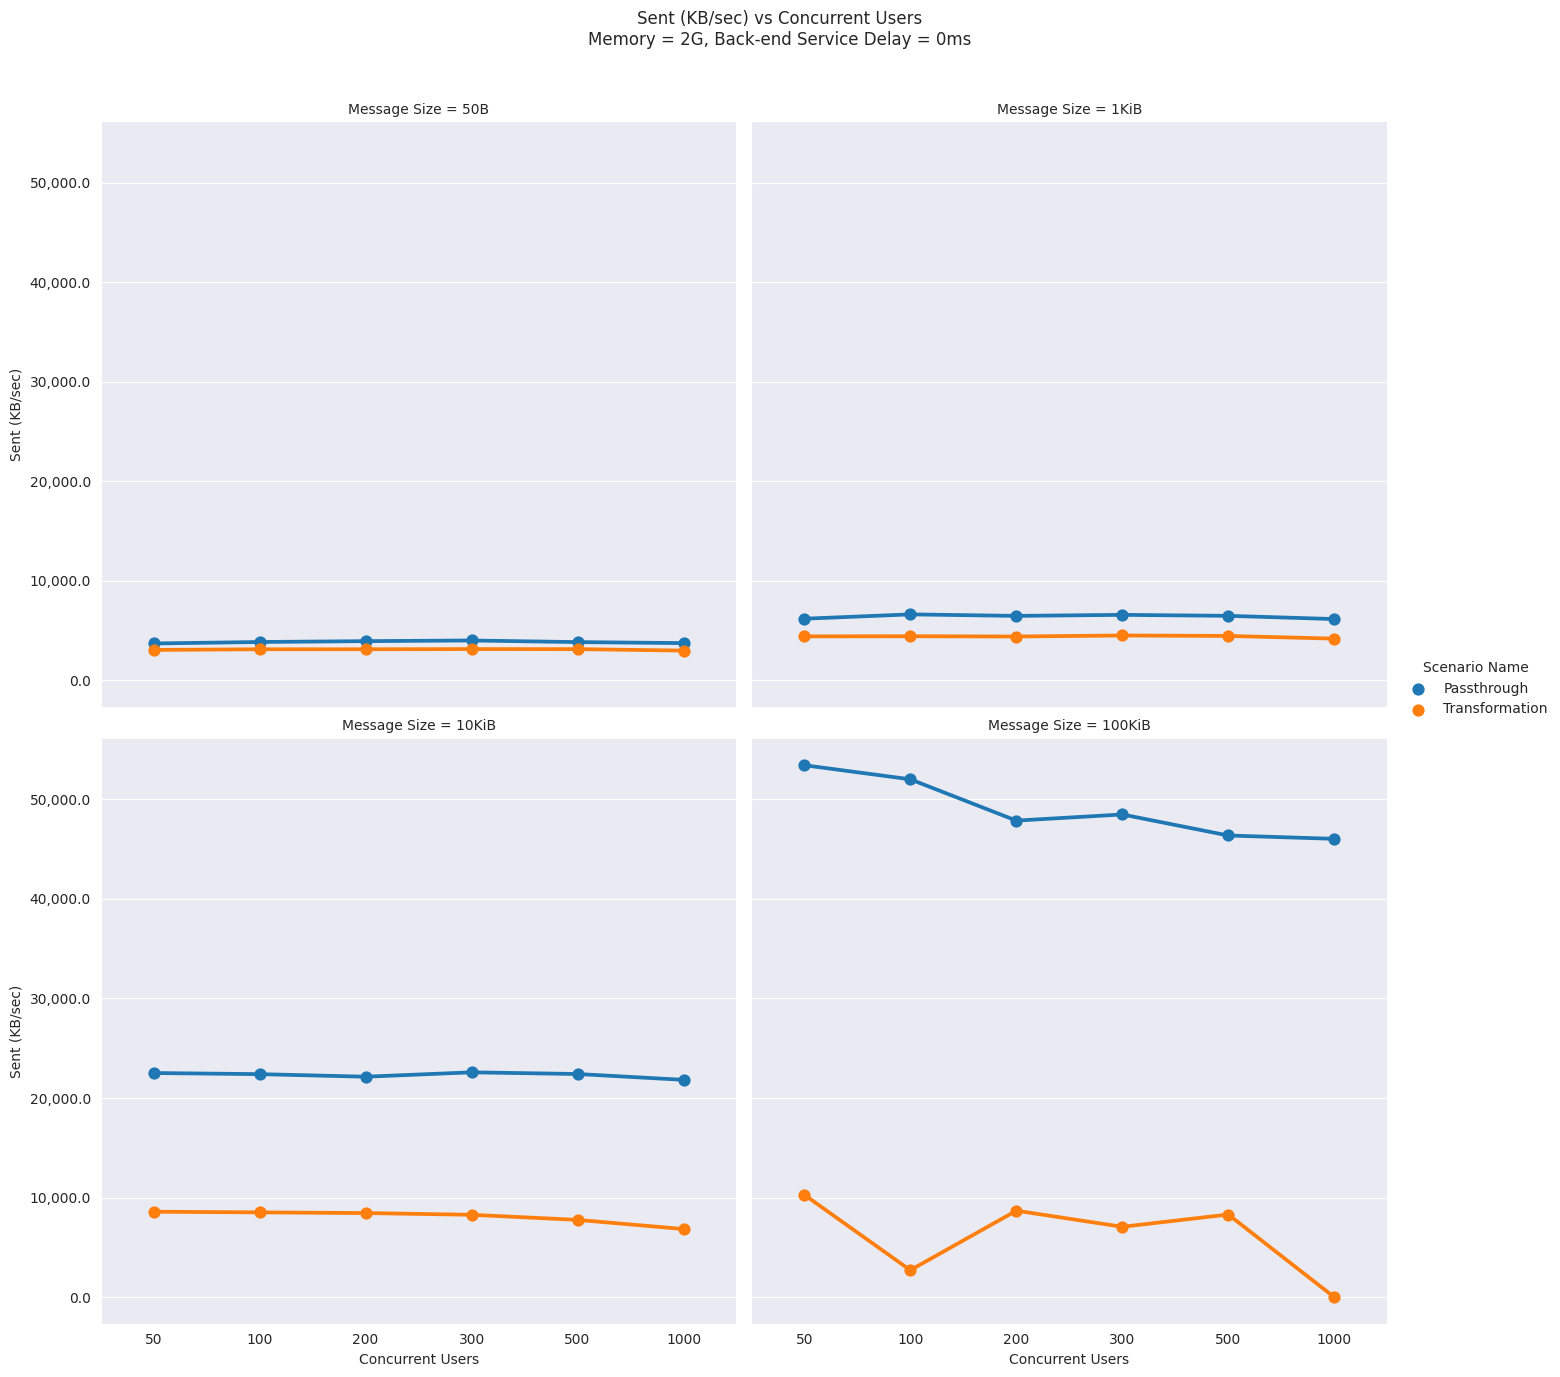 Sent (KB/sec) vs Concurrent Users
Memory = 2G, Back-end Service Delay = 0ms
Message Size = 50B
Message Size = 1KiB
50,000.0
40,000.0
30,000.0
20,000.0
10,000.0
0.0
Sent (KB/sec)
Scenario Name
Passthrough
Transformation
Message Size = 10KiB
Message Size = 100KiB
50,000.0
40,000.0
30,000.0
20,000.0
10,000.0
0.0
Sent (KB/sec)
50 100 200 300 500 1000
50 100 200 300 500 1000
Concurrent Users
Concurrent Users